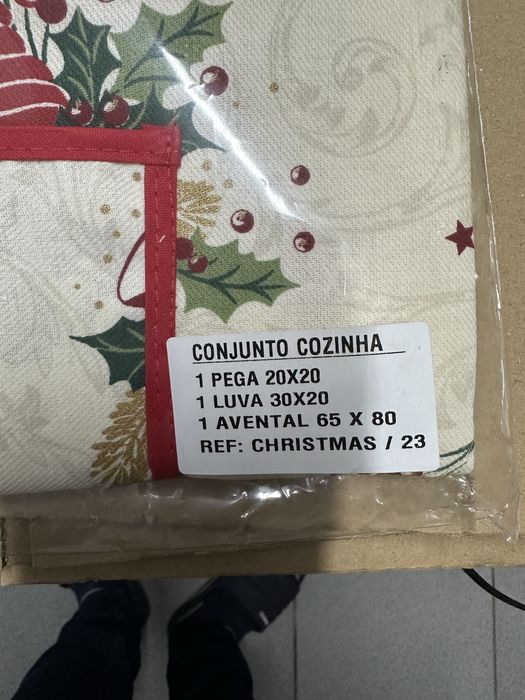 CONJUNTO COZINHA
1 PEGA 20X20
1 LUVA 30X20
1 AVENTAL 65 X 80
REF: CHRISTMAS / 23